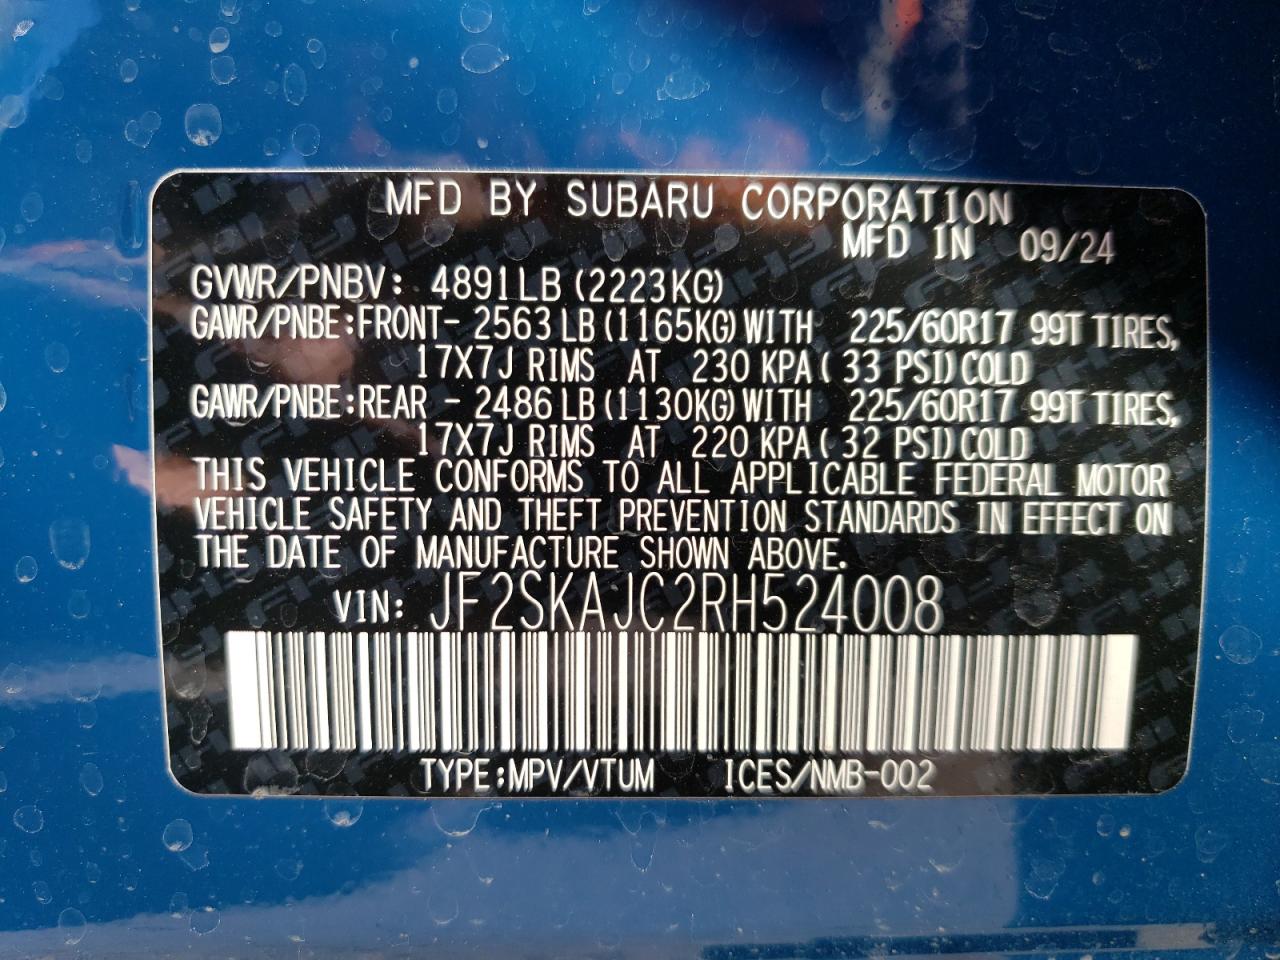 MFD BY SUBARU CORPORATION
MFD IN 09/24
GVWR/PNBV: 4891LB (2223KG)
GAWR/PNBE:FRONT- 2563 LB (1165KG) WITH 225/60R17 99T TIRES,
17X7J RIMS AT 230 KPA ( 33 PSI) COLD
GAWR/PNBE:REAR - 2486 LB (1130KG) WITH 225/60R17 99T TIRES,
17X7J RIMS AT 220 KPA ( 32 PSI) COLD
THIS VEHICLE CONFORMS TO ALL APPLICABLE FEDERAL MOTOR
VEHICLE SAFETY AND THEFT PREVENTION STANDARDS IN EFFECT ON
THE DATE OF MANUFACTURE SHOWN ABOVE.
VIN: JF2SKAJC2RH524008
TYPE:MPV/VTUM ICES/NMB-002